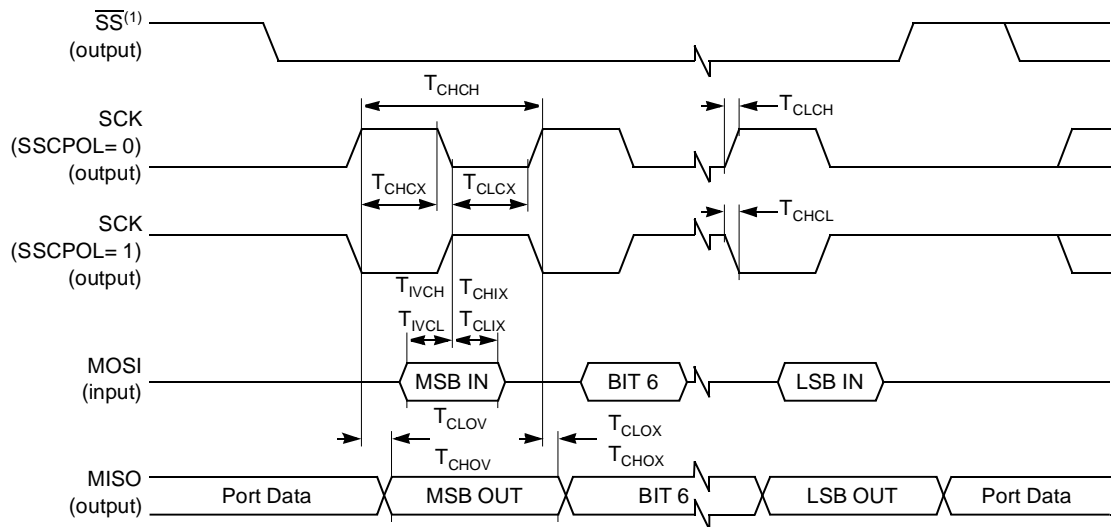 SS(1)
(output)
TCHCH
TCLCH
SCK
(SSCPOL= 0)
(output)
TCHCX
TCLCX
TCHCL
SCK
(SSCPOL= 1)
(output)
TIVCH
TCHIX
TIVCL
TCLIX
MOSI
(input)
MSB IN
BIT 6
LSB IN
TCLOV
TCLOX
TCHOV
TCHOX
MISO
(output)
Port Data
MSB OUT
BIT 6
LSB OUT
Port Data